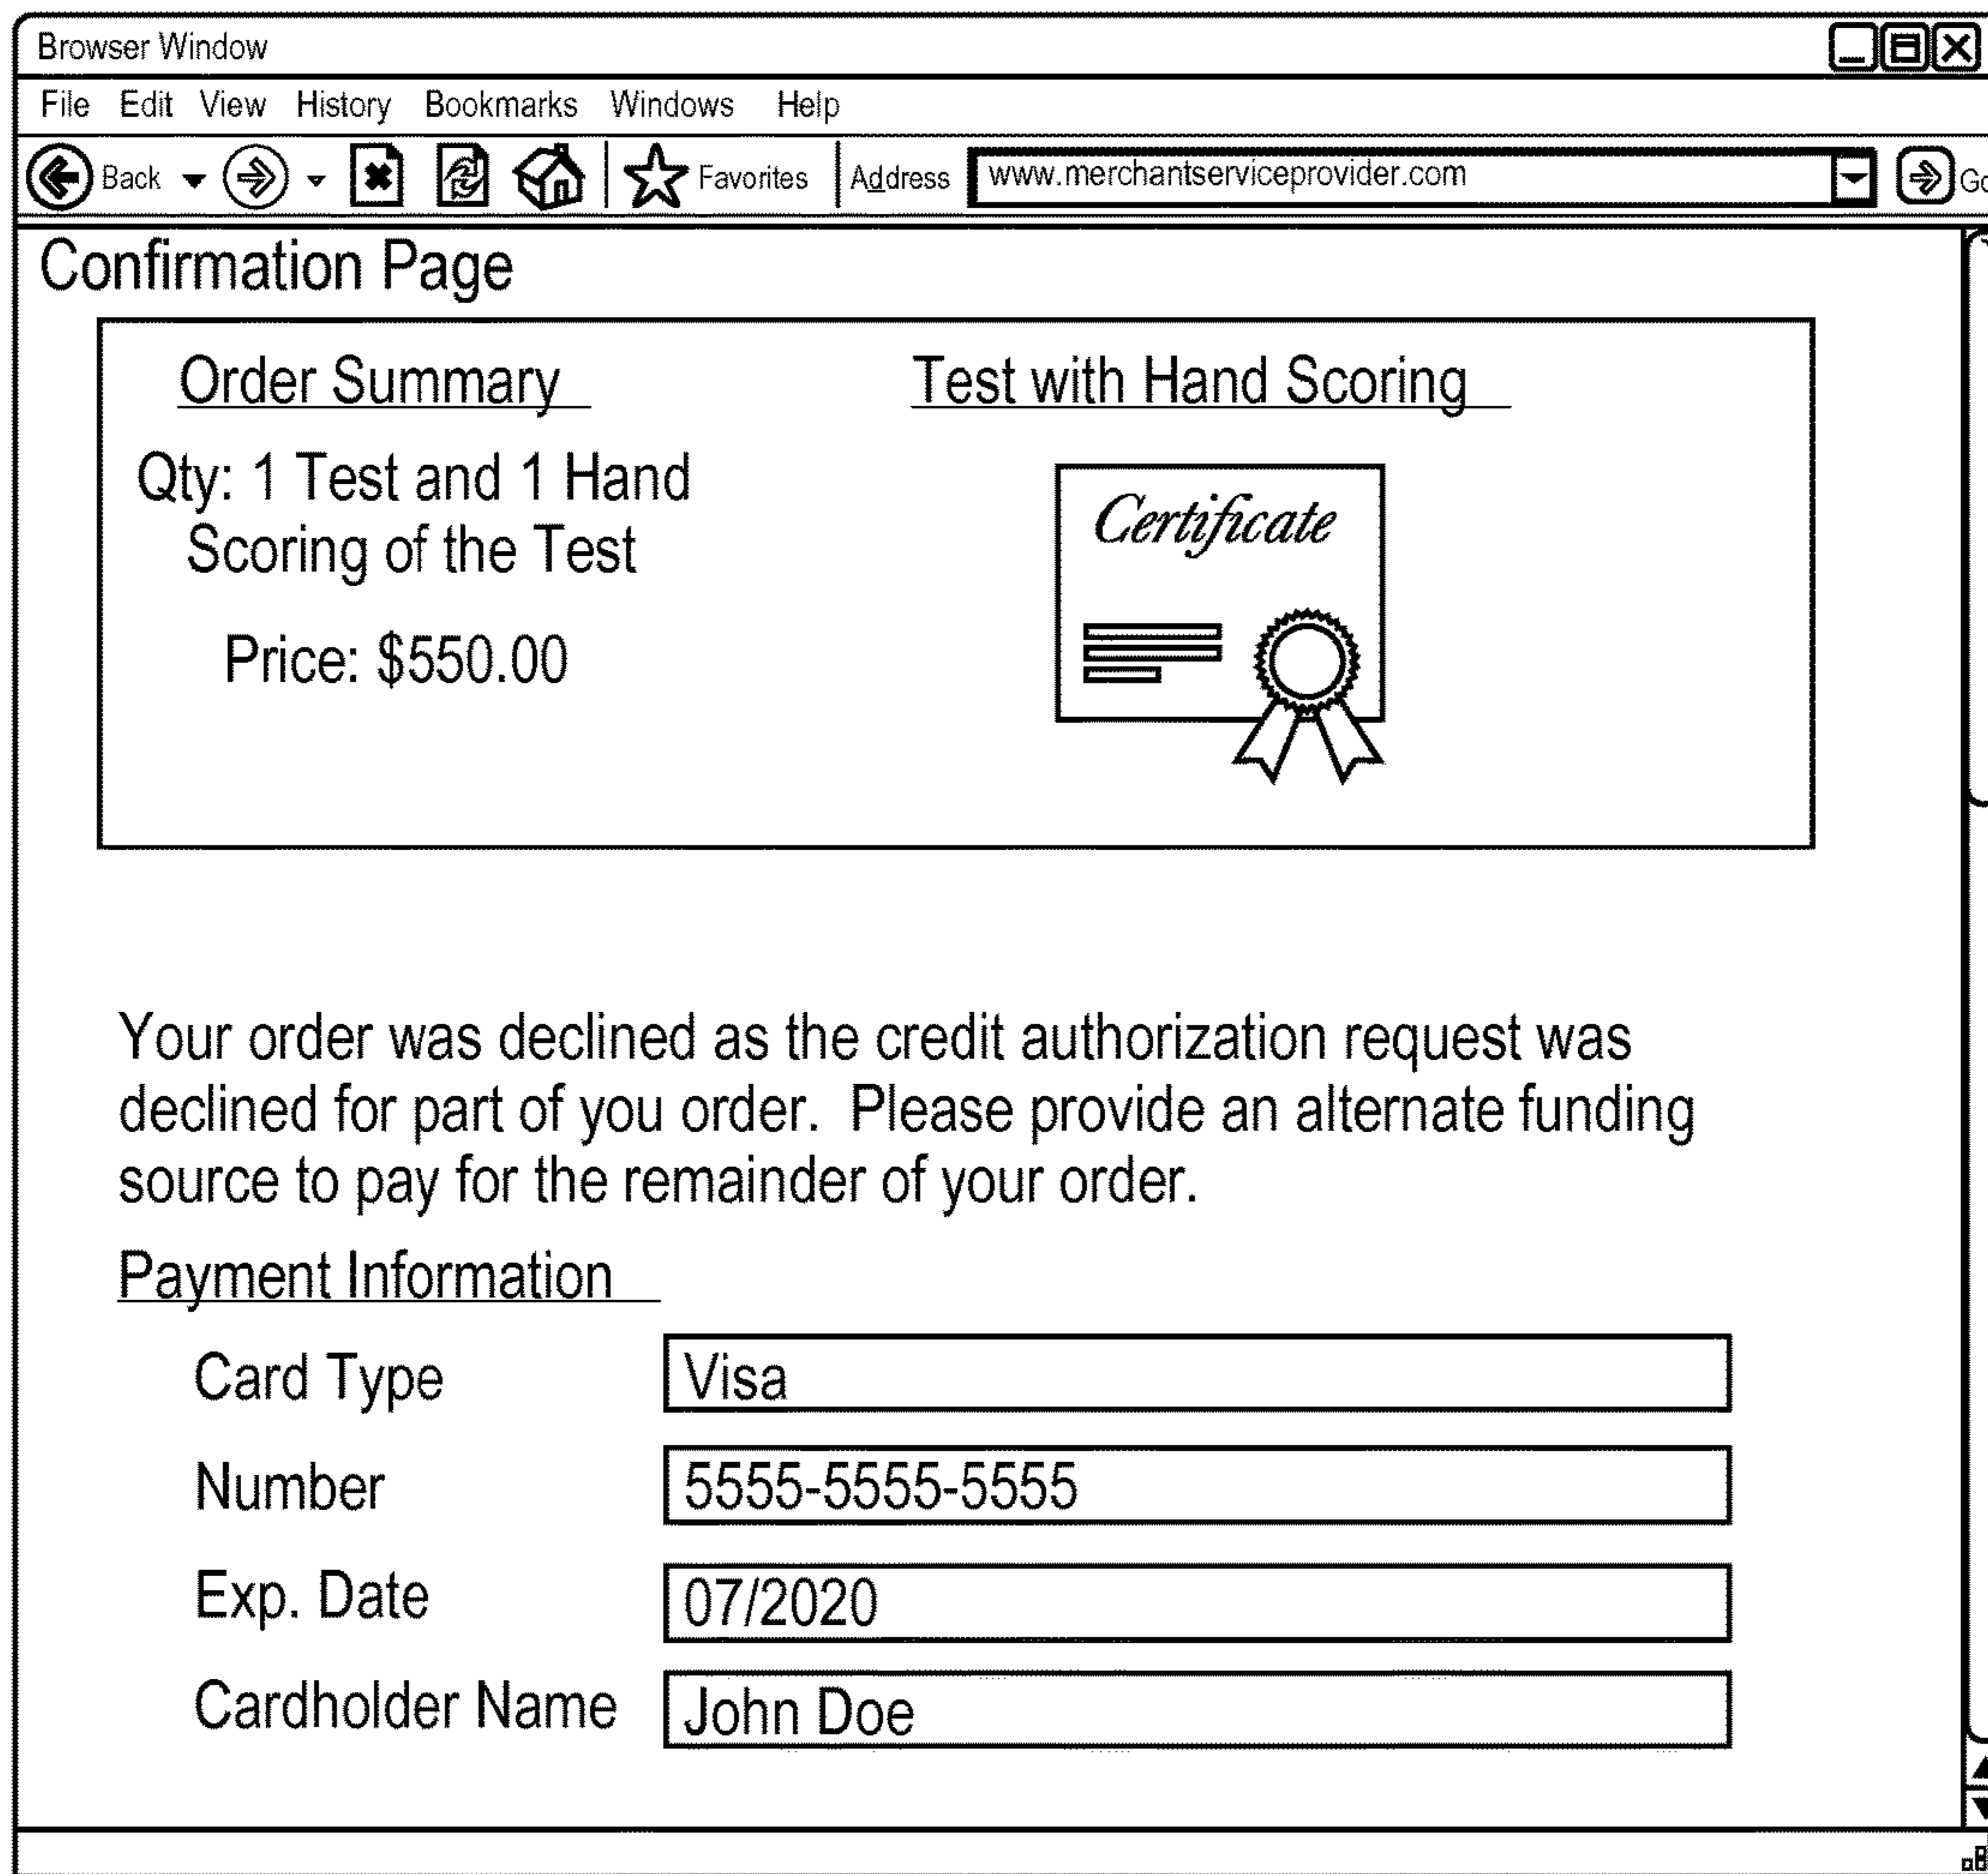 Browser Window
File Edit View History Bookmarks Windows Help
Back Favorites Address www.merchantserviceprovider.com
Confirmation Page
Order Summary
Test with Hand Scoring
Qty: 1 Test and 1 Hand
Scoring of the Test
Price: $550.00
Certificate
Your order was declined as the credit authorization request was
declined for part of you order. Please provide an alternate funding
source to pay for the remainder of your order.
Payment Information
Card Type Visa
Number 5555-5555-5555
Exp. Date 07/2020
Cardholder Name John Doe